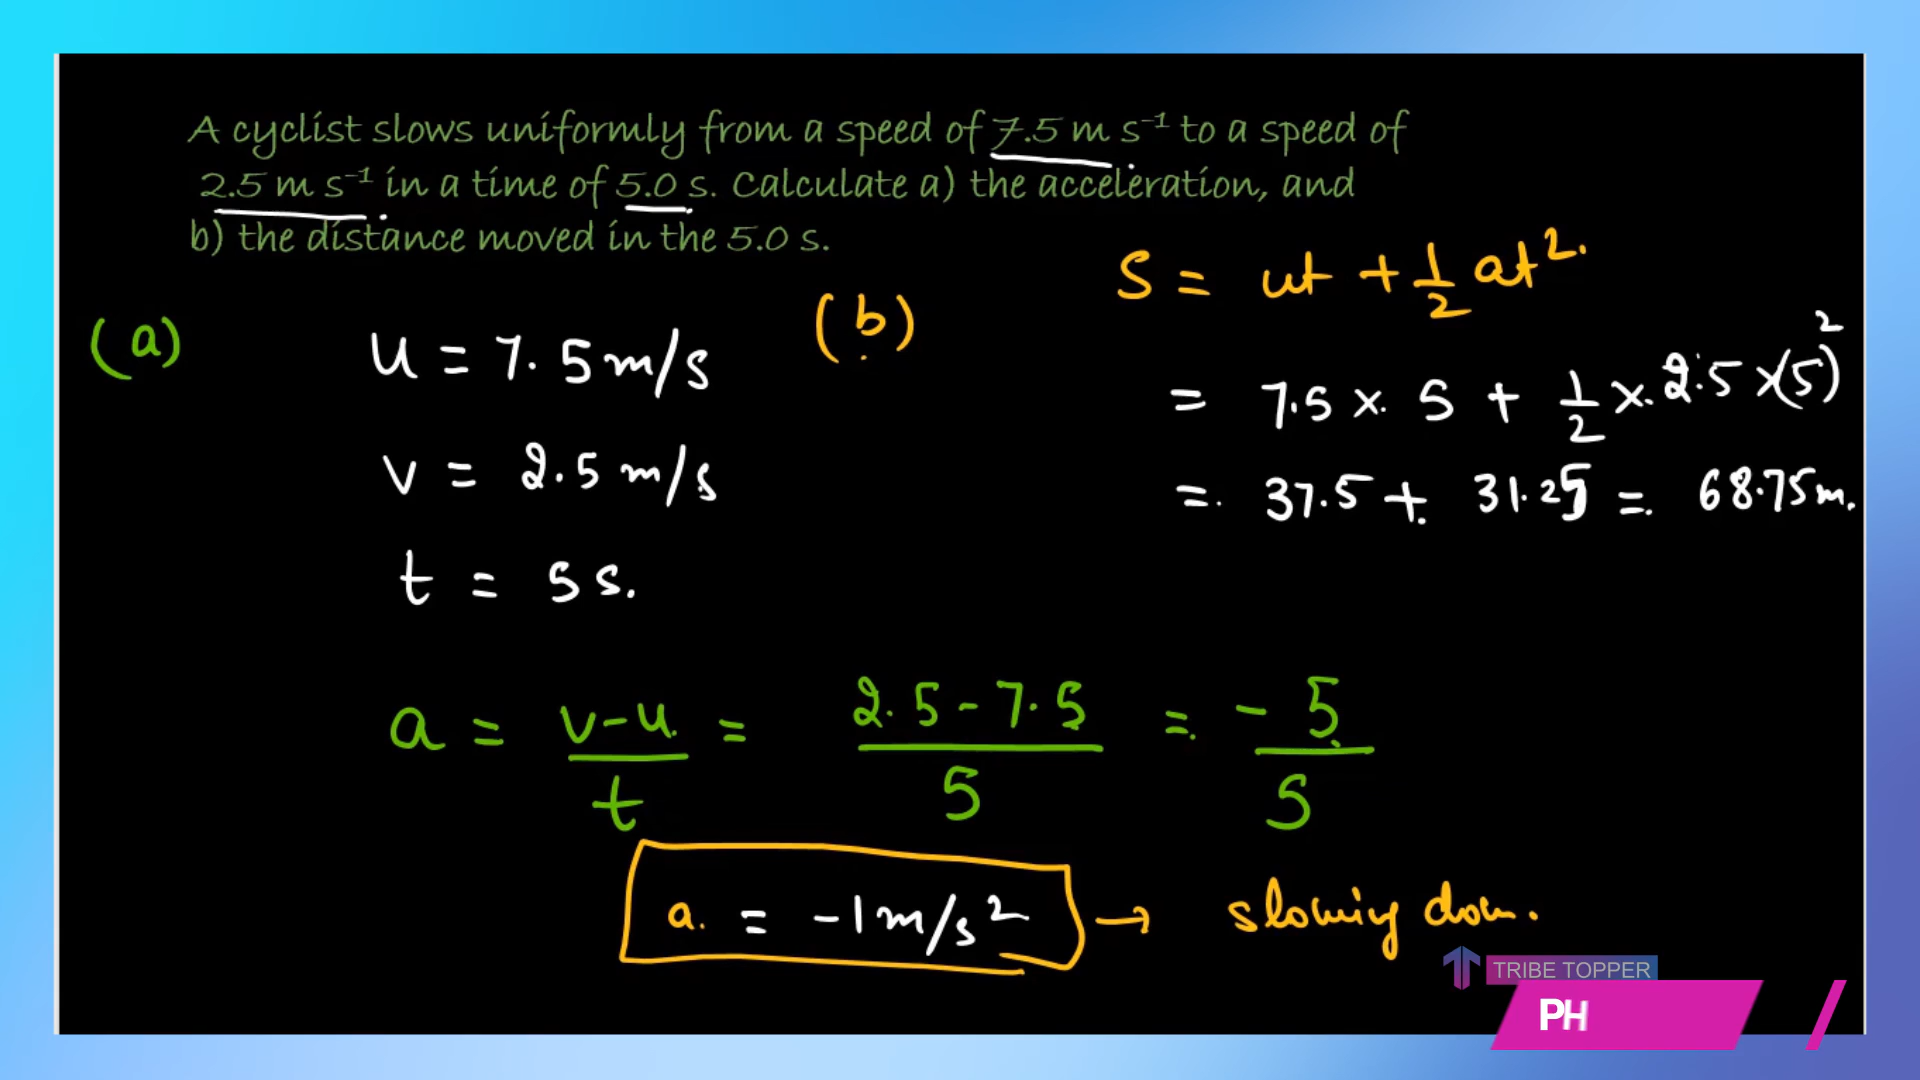 A cyclist slows uniformly from a speed of 7.5 m s⁻¹ to a speed of
2.5 m s⁻¹ in a time of 5.0 s. Calculate a) the acceleration, and
b) the distance moved in the 5.0 s.
(a)
u = 7.5 m/s
v = 2.5 m/s
t = 5 s.
(b)
S = ut + 1/2 at².
= 7.5 × 5 + 1/2 × 2.5 × (5)²
= 37.5 + 31.25 = 68.75 m.
a = v-u/t = 2.5 - 7.5/5 = -5/5
a = -1 m/s² → slowing down.
TRIBE TOPPER
PH